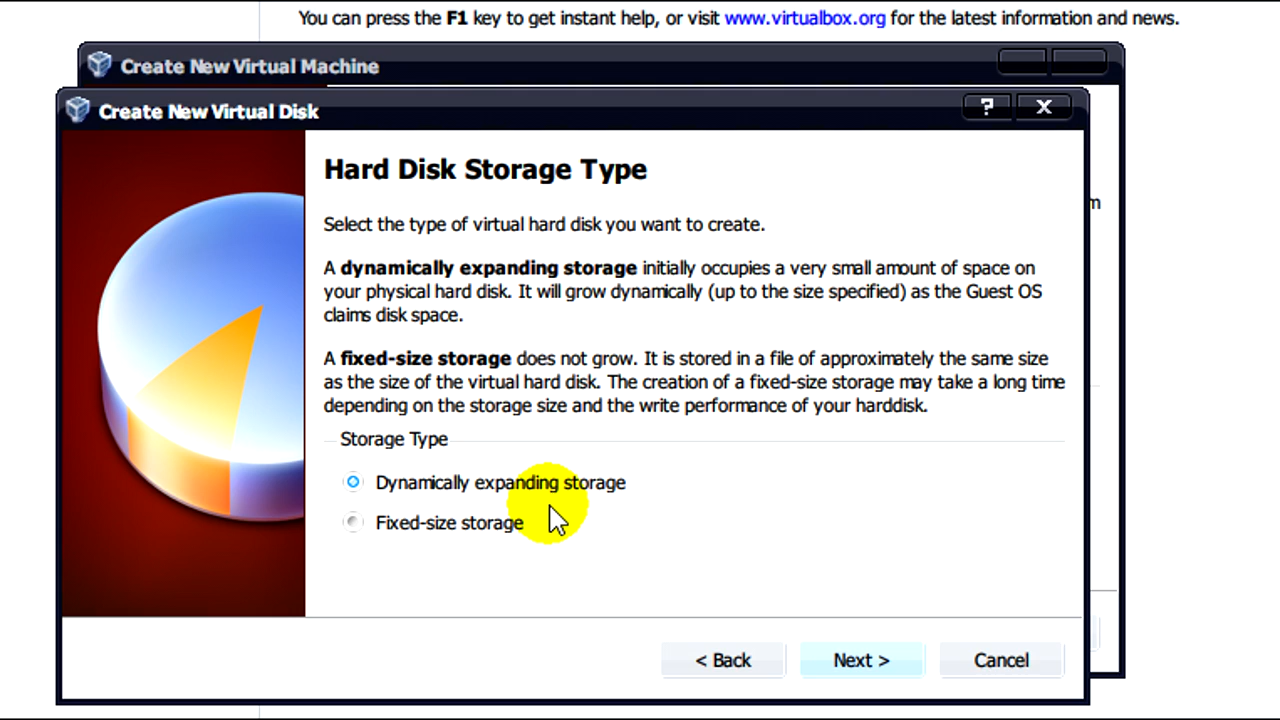 You can press the F1 key to get instant help, or visit www.virtualbox.org for the latest information and news.
Create New Virtual Machine
Create New Virtual Disk
?
X
Hard Disk Storage Type
Select the type of virtual hard disk you want to create.
A dynamically expanding storage initially occupies a very small amount of space on
your physical hard disk. It will grow dynamically (up to the size specified) as the Guest OS
claims disk space.
A fixed-size storage does not grow. It is stored in a file of approximately the same size
as the size of the virtual hard disk. The creation of a fixed-size storage may take a long time
depending on the storage size and the write performance of your harddisk.
Storage Type
Dynamically expanding storage
Fixed-size storage
< Back
Next >
Cancel